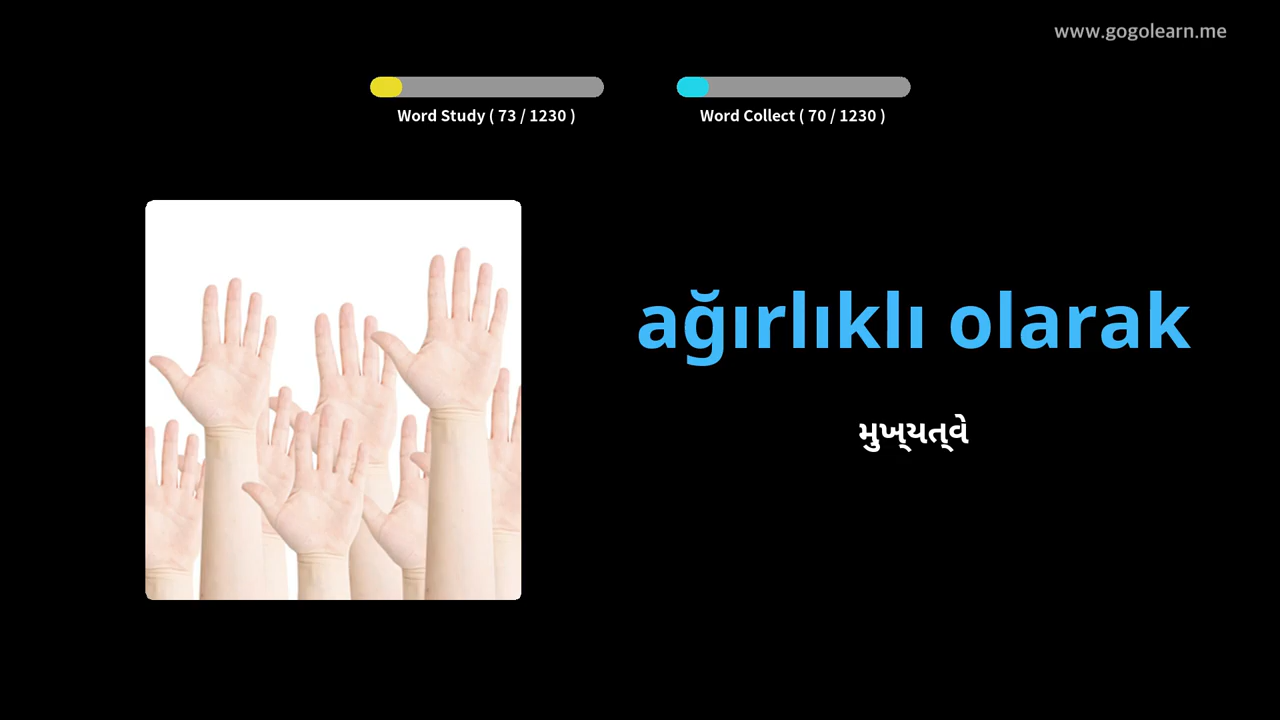 www.gogolearn.me
Word Study ( 73 / 1230 )
Word Collect ( 70 / 1230 )
ağırlıklı olarak
મુખ્યત્વે